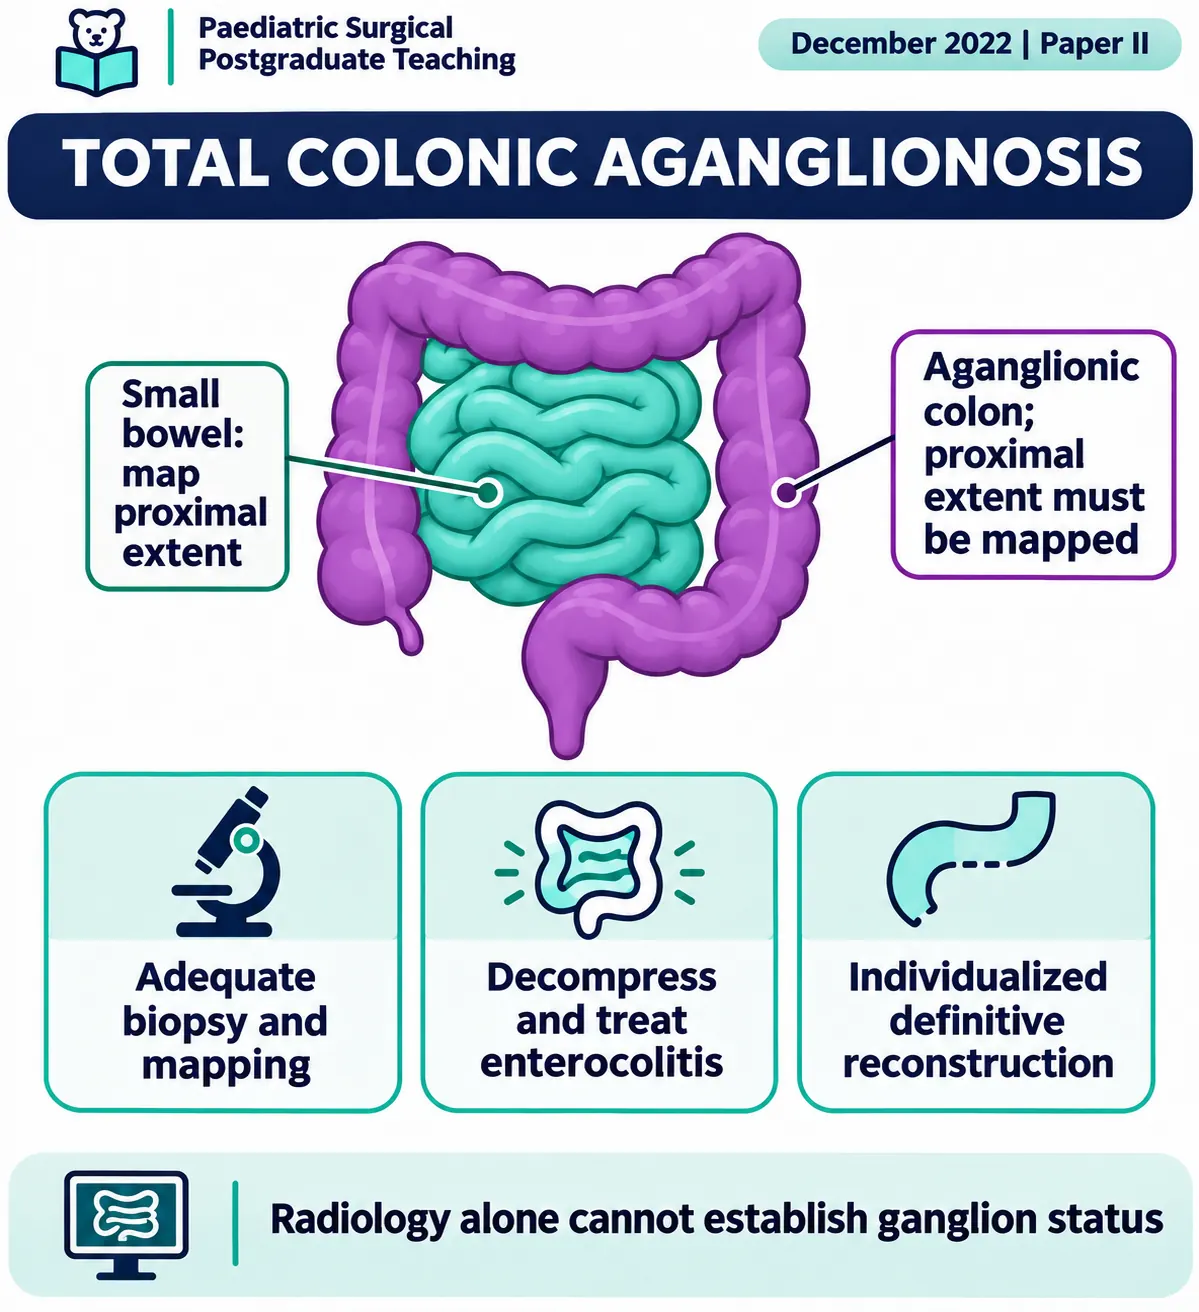 Paediatric Surgical
Postgraduate Teaching
December 2022 | Paper II
TOTAL COLONIC AGANGLIONOSIS
Small
bowel:
map
proximal
extent
Aganglionic
colon;
proximal
extent must
be mapped
Adequate
biopsy and
mapping
Decompress
and treat
enterocolitis
Individualized
definitive
reconstruction
Radiology alone cannot establish ganglion status